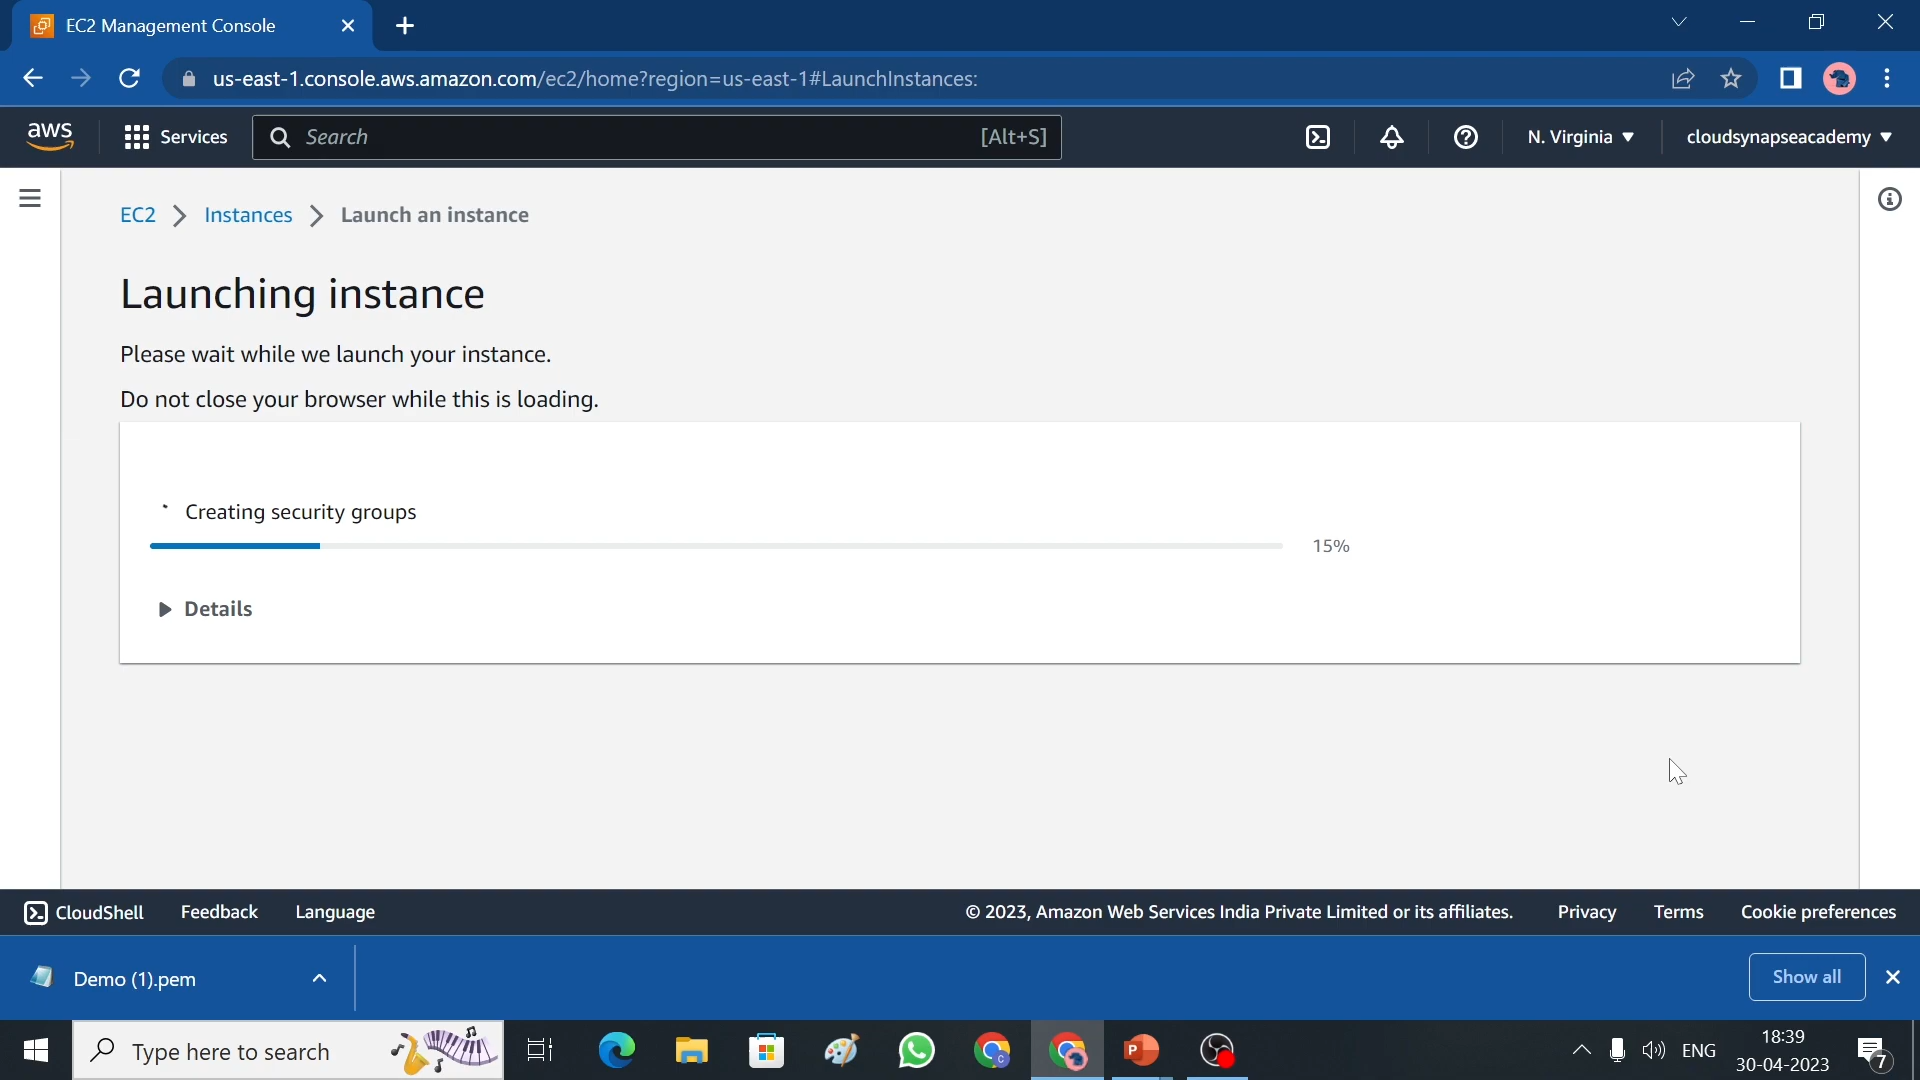 EC2 Management Console
us-east-1.console.aws.amazon.com/ec2/home?region=us-east-1#LaunchInstances:
aws
Services
Search
[Alt+S]
N. Virginia
cloudsynapseacademy
EC2
Instances
Launch an instance
Launching instance
Please wait while we launch your instance.
Do not close your browser while this is loading.
Creating security groups
15%
Details
CloudShell
Feedback
Language
© 2023, Amazon Web Services India Private Limited or its affiliates.
Privacy
Terms
Cookie preferences
Demo (1).pem
Show all
Type here to search
C
P
ENG
18:39
30-04-2023
7